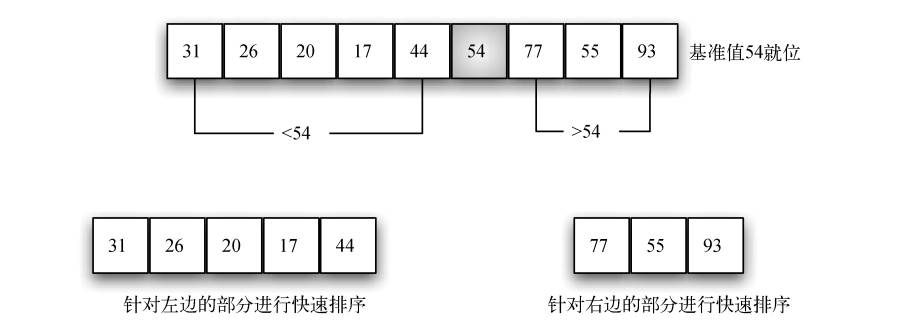 31 26 20 17 44 54 77 55 93 基准值54就位
<54 >54
31 26 20 17 44 77 55 93
针对左边的部分进行快速排序 针对右边的部分进行快速排序